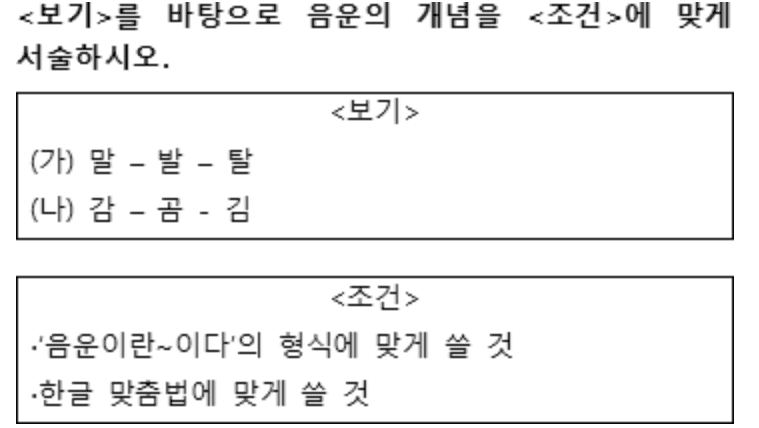 <보기>를 바탕으로 음운의 개념을 <조건>에 맞게
서술하시오.
<보기>
(가) 말 – 발 – 탈
(나) 감 – 곰 - 김
<조건>
·'음운이란~이다'의 형식에 맞게 쓸 것
·한글 맞춤법에 맞게 쓸 것